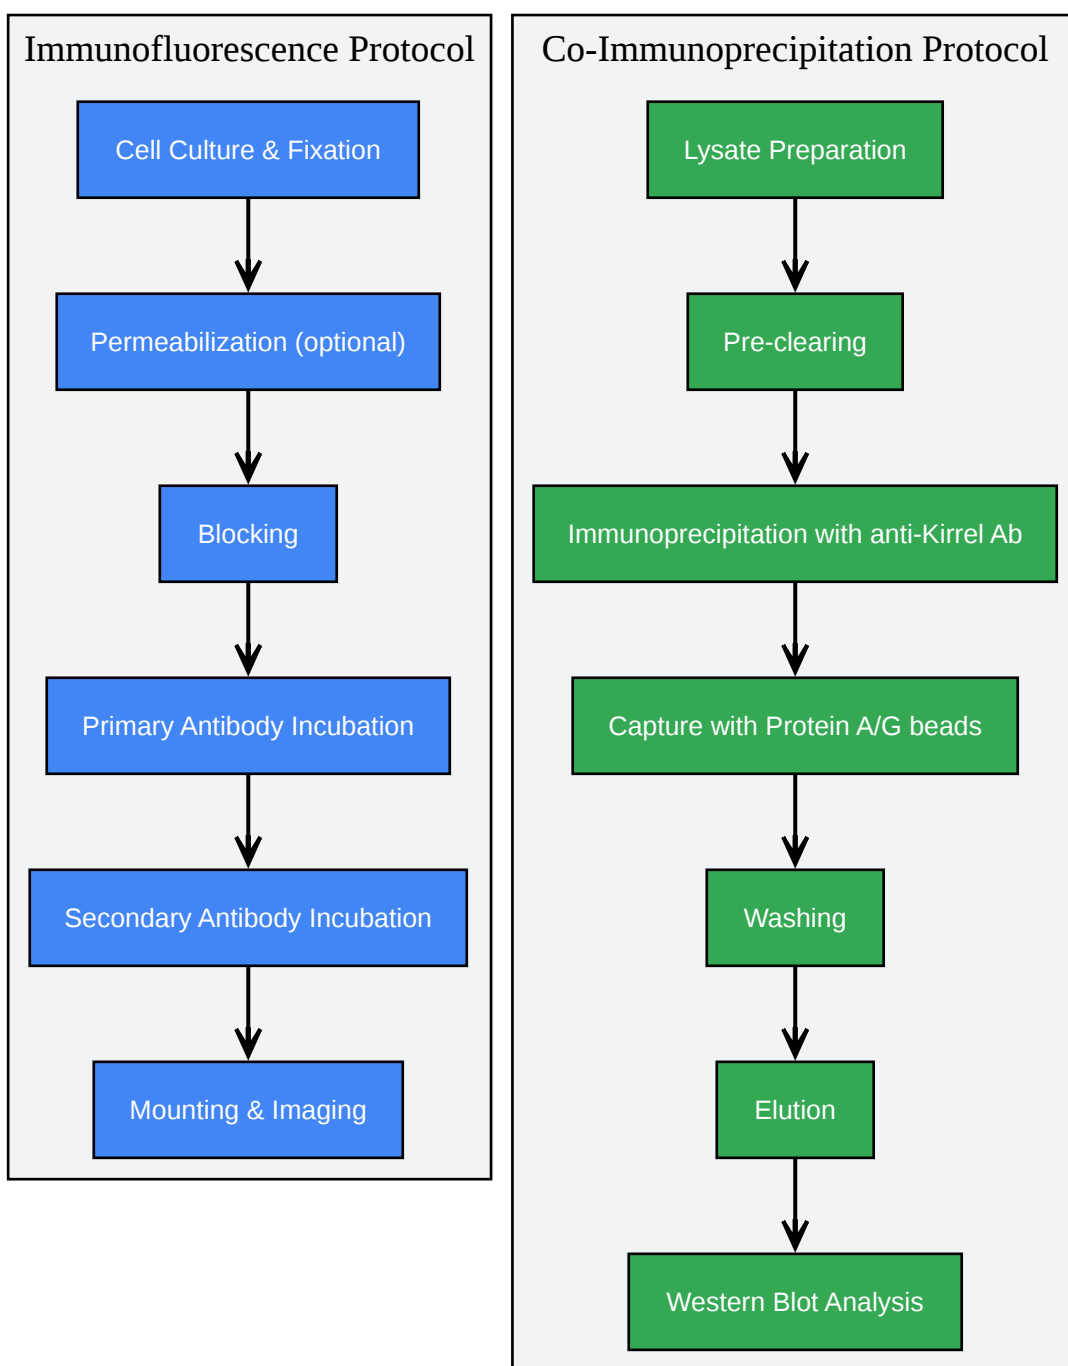 Immunofluorescence Protocol
Cell Culture & Fixation
Permeabilization (optional)
Blocking
Primary Antibody Incubation
Secondary Antibody Incubation
Mounting & Imaging
Co-Immunoprecipitation Protocol
Lysate Preparation
Pre-clearing
Immunoprecipitation with anti-Kirrel Ab
Capture with Protein A/G beads
Washing
Elution
Western Blot Analysis